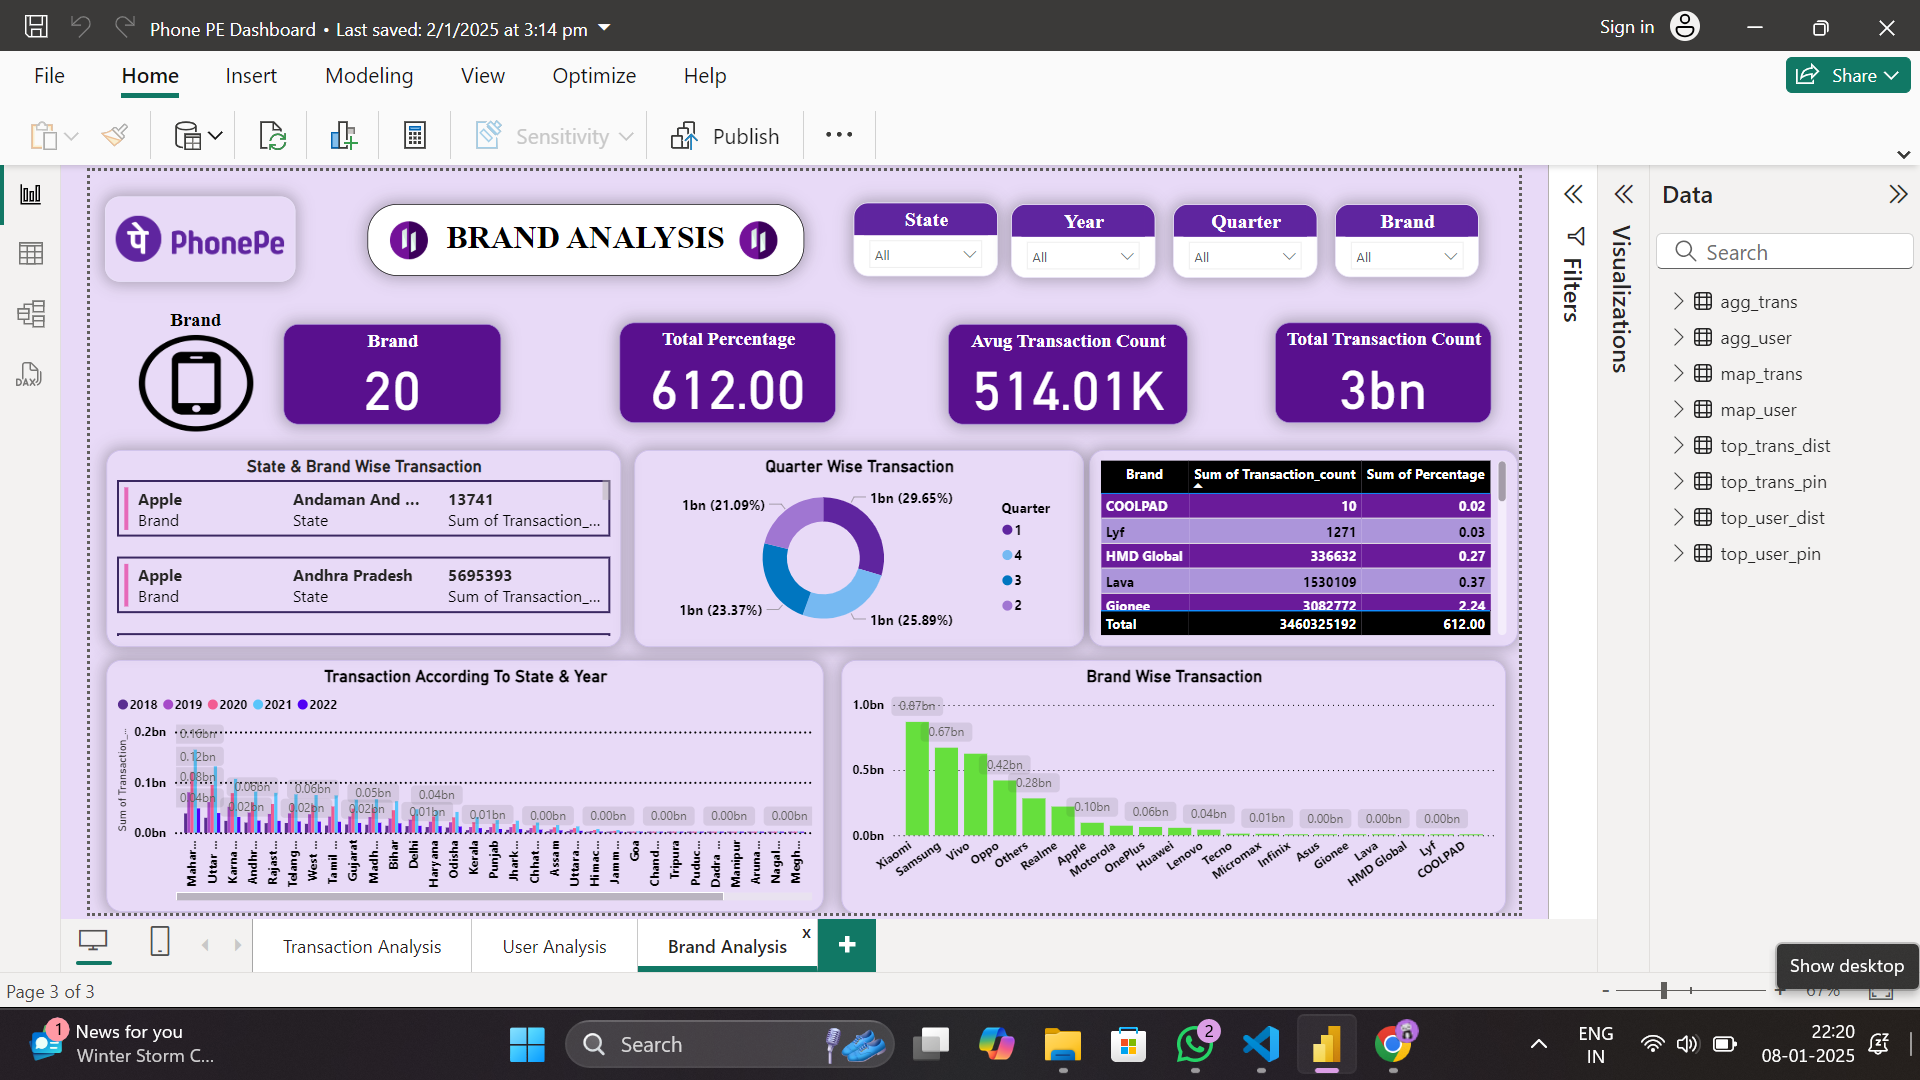 Phone PE Dashboard • Last saved: 2/1/2025 at 3:14 pm
Sign in
File Home Insert Modeling View Optimize Help
Share
Sensitivity
Publish
पे PhonePe
BRAND ANALYSIS
State
All
Year
All
Quarter
All
Brand
All
Brand
Brand
20
Total Percentage
612.00
Avug Transaction Count
514.01K
Total Transaction Count
3bn
State & Brand Wise Transaction
Apple Andaman And ... 13741
Brand State Sum of Transaction_...
Apple Andhra Pradesh 5695393
Brand State Sum of Transaction_...
Quarter Wise Transaction
1bn (21.09%)
1bn (29.65%)
1bn (23.37%)
1bn (25.89%)
Quarter
1
4
3
2
Brand Sum of Transaction_count Sum of Percentage
COOLPAD 10 0.02
Lyf 1271 0.03
HMD Global 336632 0.27
Lava 1530109 0.37
Gionee 3082772 2.24
Total 3460325192 612.00
Transaction According To State & Year
2018 2019 2020 2021 2022
Sum of Transaction_...
0.2bn
0.1bn
0.0bn
0.16bn
0.12bn
0.08bn
0.04bn
0.02bn
0.06bn
0.02bn
0.06bn
0.02bn
0.05bn
0.01bn
0.04bn
0.01bn
0.00bn
0.00bn
0.00bn
0.00bn
0.00bn
Mahar...
Uttar ...
Karna...
Andhr...
Rajast...
Telang...
West ...
Tamil ...
Gujarat
Madh...
Bihar
Delhi
Haryana
Odisha
Kerala
Punjab
Jhark...
Chhat...
Assam
Uttara...
Himac...
Jamm...
Goa
Chand...
Tripura
Puduc...
Dadra ...
Manipur
Aruna...
Nagal...
Megh...
Brand Wise Transaction
1.0bn
0.5bn
0.0bn
0.87bn
0.67bn
0.42bn
0.28bn
0.10bn
0.06bn
0.04bn
0.01bn
0.00bn
0.00bn
0.00bn
Xiaomi
Samsung
Vivo
Oppo
Others
Realme
Apple
Motorola
OnePlus
Huawei
Lenovo
Tecno
Micromax
Infinix
Asus
Gionee
Lava
HMD Global
Lyf
COOLPAD
Filters
Visualizations
Data
Search
agg_trans
agg_user
map_trans
map_user
top_trans_dist
top_trans_pin
top_user_dist
top_user_pin
DAX
Transaction Analysis
User Analysis
Brand Analysis
x
+
Show desktop
Page 3 of 3
- + 67%
1
News for you
Winter Storm C...
Search
2
ENG
IN
22:20
08-01-2025